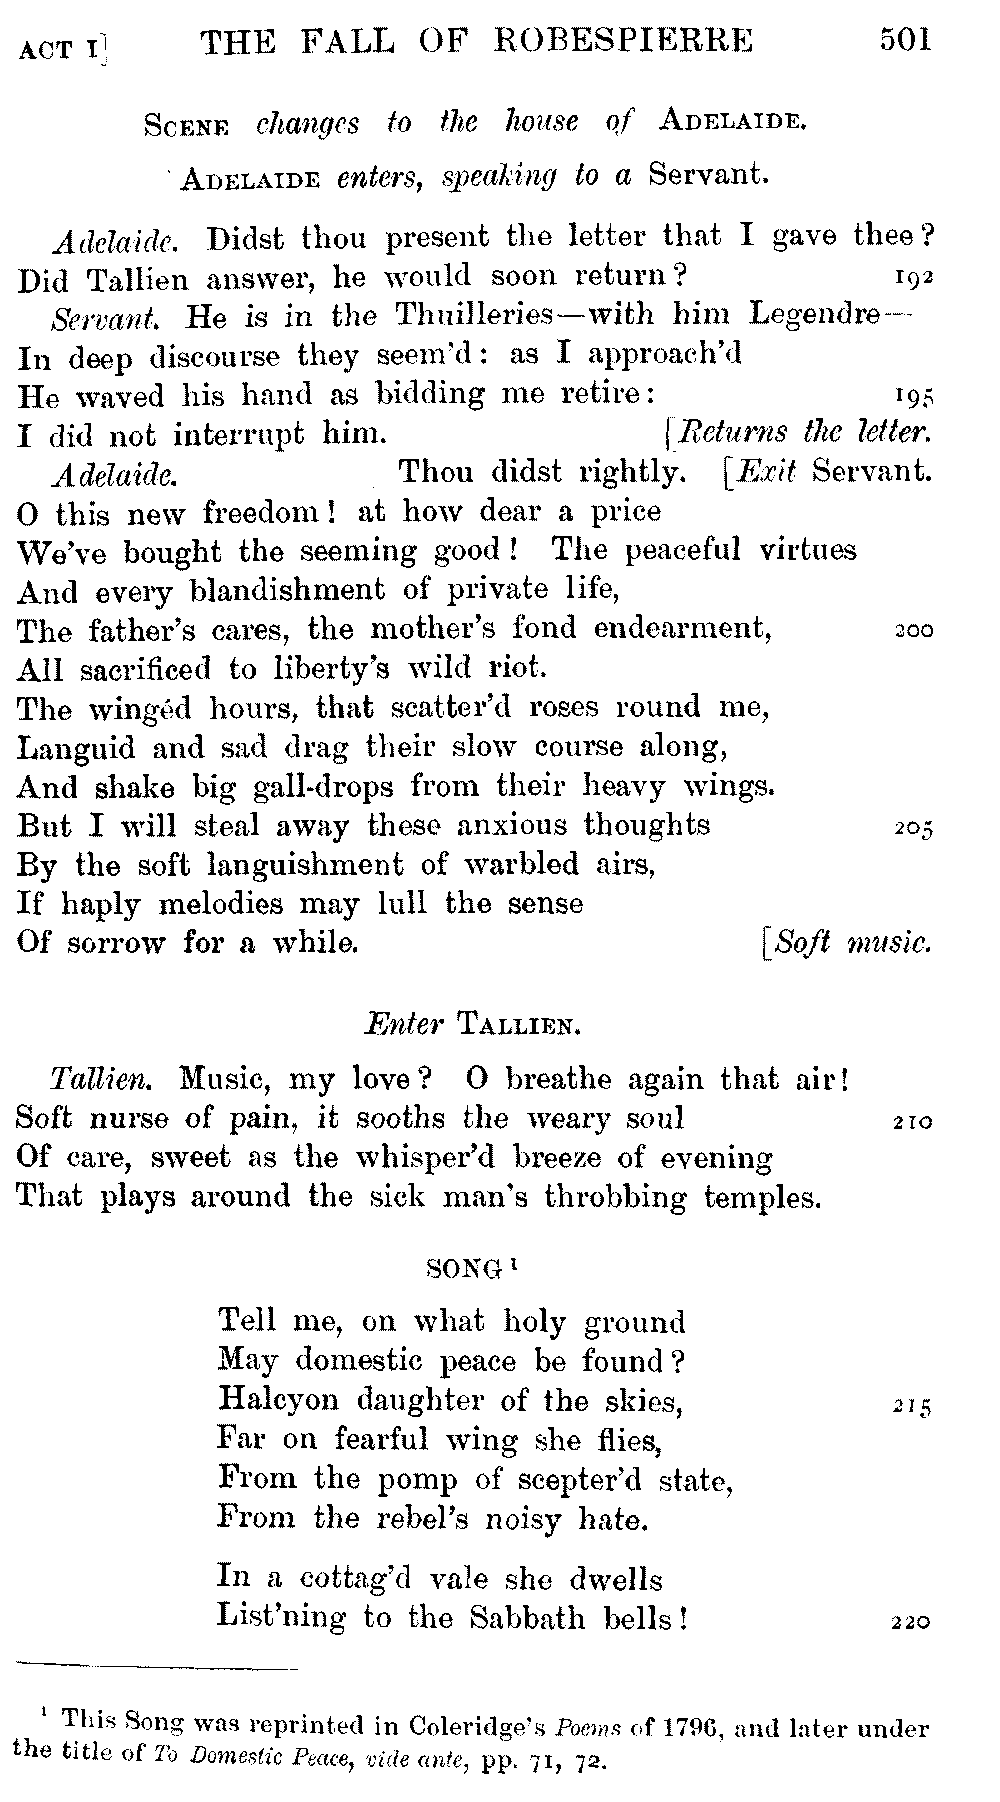 ACT I] THE FALL OF ROBESPIERRE 501
SCENE changes to the house of ADELAIDE.
ADELAIDE enters, speaking to a Servant.
Adelaide. Didst thou present the letter that I gave thee?
Did Tallien answer, he would soon return? 192
Servant. He is in the Thuilleries—with him Legendre—
In deep discourse they seem'd: as I approach'd
He waved his hand as bidding me retire: 195
I did not interrupt him. [Returns the letter.
Adelaide. Thou didst rightly. [Exit Servant.
O this new freedom! at how dear a price
We've bought the seeming good! The peaceful virtues
And every blandishment of private life,
The father's cares, the mother's fond endearment, 200
All sacrificed to liberty's wild riot.
The wingéd hours, that scatter'd roses round me,
Languid and sad drag their slow course along,
And shake big gall-drops from their heavy wings.
But I will steal away these anxious thoughts 205
By the soft languishment of warbled airs,
If haply melodies may lull the sense
Of sorrow for a while. [Soft music.
Enter TALLIEN.
Tallien. Music, my love? O breathe again that air!
Soft nurse of pain, it sooths the weary soul 210
Of care, sweet as the whisper'd breeze of evening
That plays around the sick man's throbbing temples.
SONG 1
Tell me, on what holy ground
May domestic peace be found?
Halcyon daughter of the skies, 215
Far on fearful wing she flies,
From the pomp of scepter'd state,
From the rebel's noisy hate.
In a cottag'd vale she dwells
List'ning to the Sabbath bells! 220
1 This Song was reprinted in Coleridge's Poems of 1796, and later under
the title of To Domestic Peace, vide ante, pp. 71, 72.